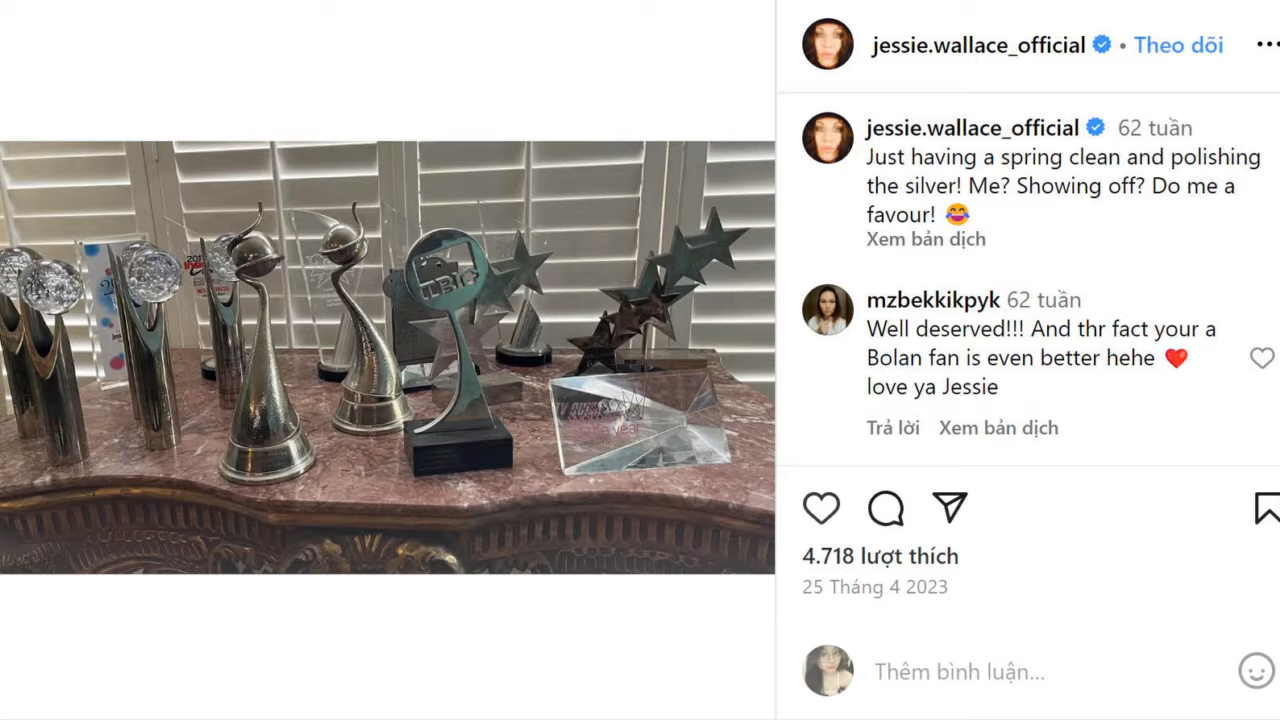 jessie.wallace_official • Theo dõi
jessie.wallace_official 62 tuần
Just having a spring clean and polishing
the silver! Me? Showing off? Do me a
favour! 😂
Xem bản dịch
mzbekkikpyk 62 tuần
Well deserved!!! And thr fact your a
Bolan fan is even better hehe ❤️
love ya Jessie
Trả lời Xem bản dịch
4.718 lượt thích
25 Tháng 4 2023
Thêm bình luận...